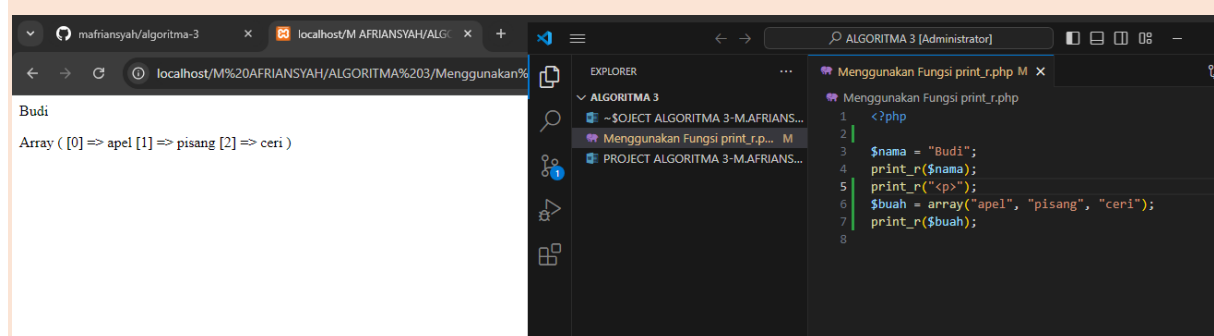 mafriansyah/algoritma-3
localhost/M AFRIANSYAH/ALG
localhost/M%20AFRIANSYAH/ALGORITMA%203/Menggunakan%
Budi
Array ( [0] => apel [1] => pisang [2] => ceri )
ALGORITMA 3 [Administrator]
EXPLORER
ALGORITMA 3
~$OJECT ALGORITMA 3-M.AFRIANS...
Menggunakan Fungsi print_r.p... M
PROJECT ALGORITMA 3-M.AFRIANS...
1
Menggunakan Fungsi print_r.php M
Menggunakan Fungsi print_r.php
1 <?php
2
3 $nama = "Budi";
4 print_r($nama);
5 print_r("<p>");
6 $buah = array("apel", "pisang", "ceri");
7 print_r($buah);
8